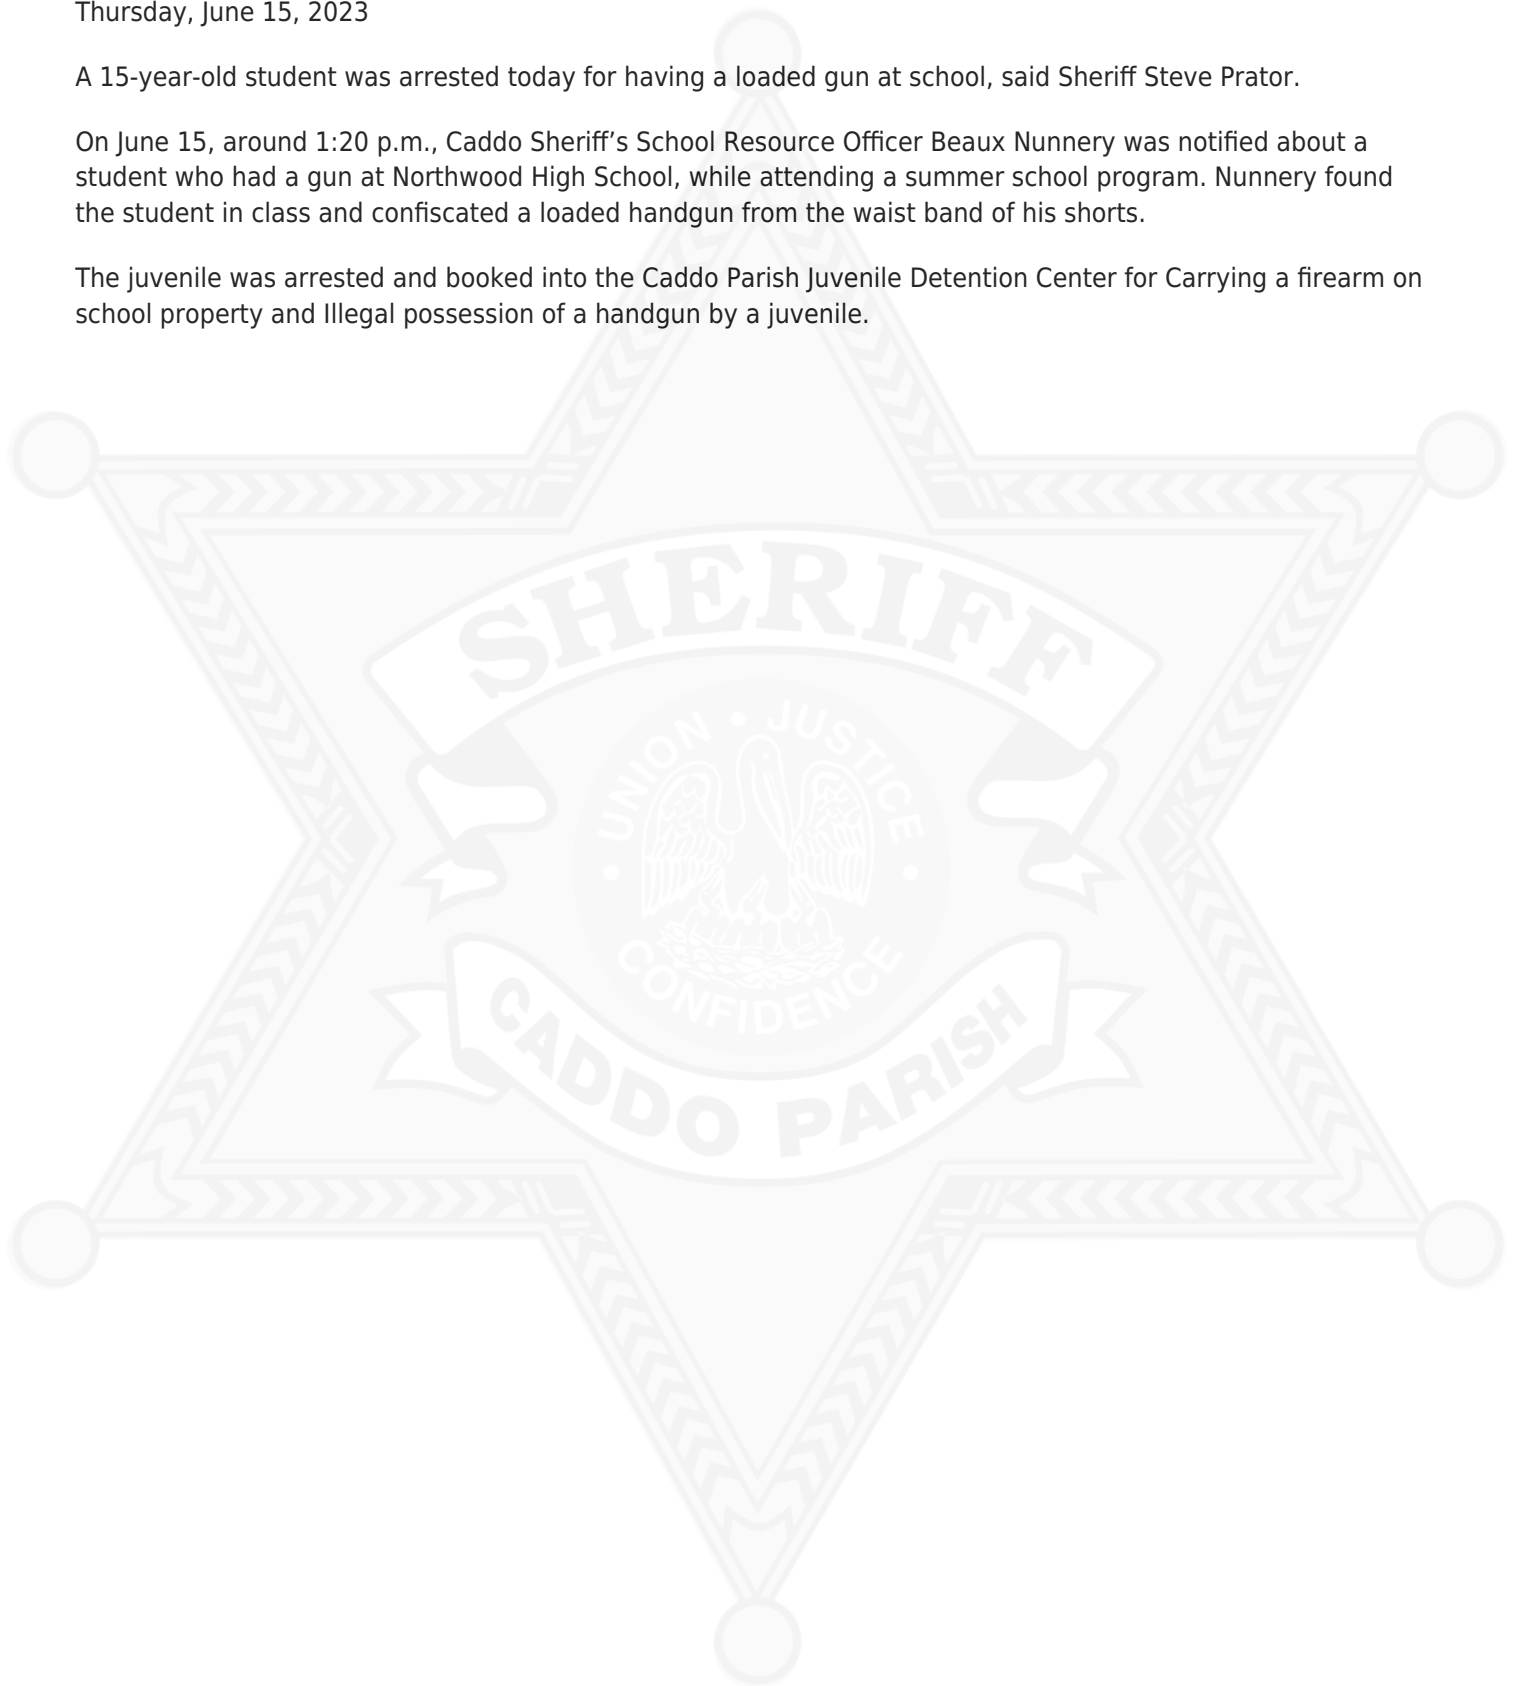 Thursday, June 15, 2023
A 15-year-old student was arrested today for having a loaded gun at school, said Sheriff Steve Prator.
On June 15, around 1:20 p.m., Caddo Sheriff’s School Resource Officer Beaux Nunnery was notified about a
student who had a gun at Northwood High School, while attending a summer school program. Nunnery found
the student in class and confiscated a loaded handgun from the waist band of his shorts.
The juvenile was arrested and booked into the Caddo Parish Juvenile Detention Center for Carrying a firearm on
school property and Illegal possession of a handgun by a juvenile.
SHERIFF
UNION • JUSTICE •
CONFIDENCE •
CADDO PARISH